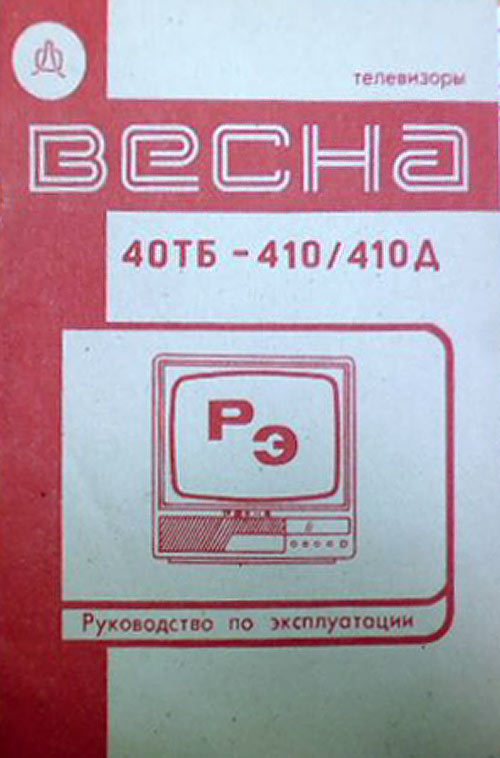 телевизоры
Весна
40ТБ - 410/410Д
РЭ
Руководство по эксплуатации